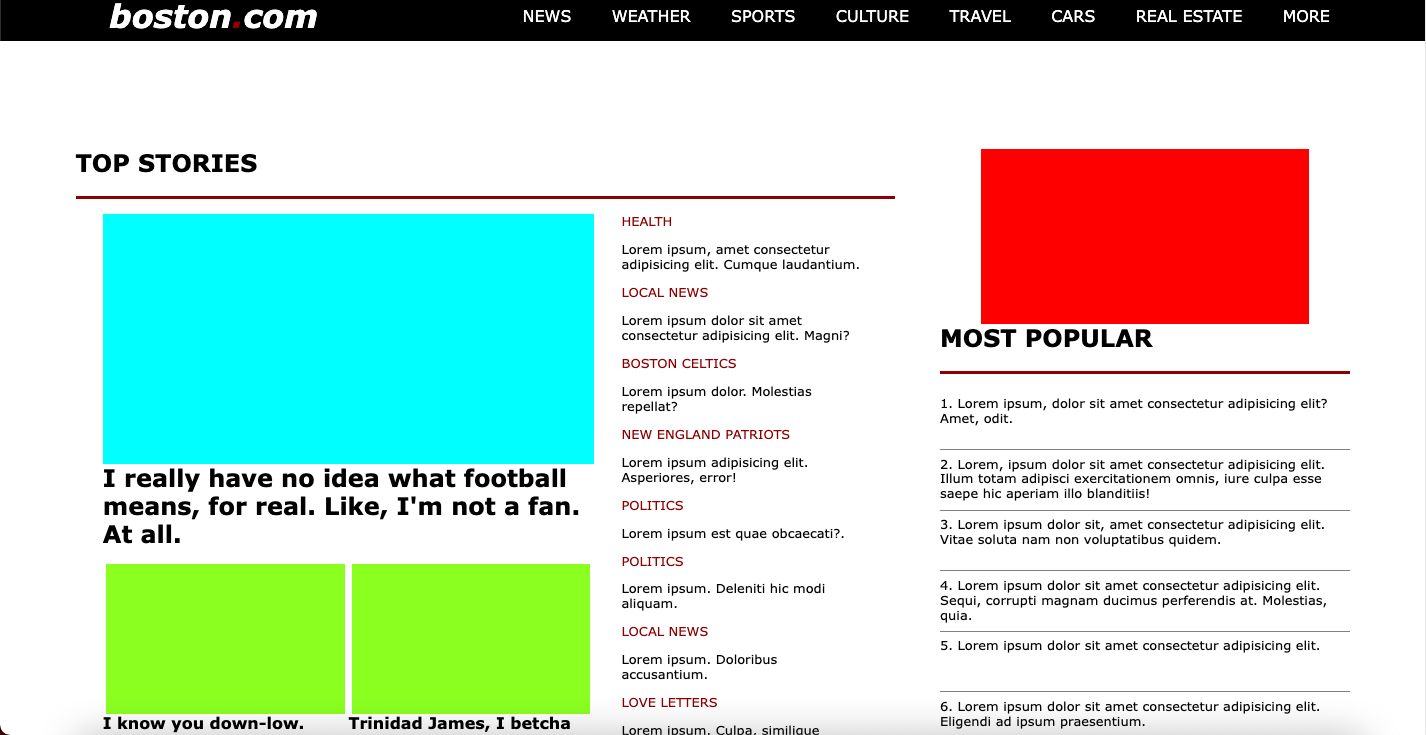 boston.com
NEWS WEATHER SPORTS CULTURE TRAVEL CARS REAL ESTATE MORE
TOP STORIES
I really have no idea what football
means, for real. Like, I'm not a fan.
At all.
I know you down-low.
Trinidad James, I betcha
HEALTH
Lorem ipsum, amet consectetur
adipisicing elit. Cumque laudantium.
LOCAL NEWS
Lorem ipsum dolor sit amet
consectetur adipisicing elit. Magni?
BOSTON CELTICS
Lorem ipsum dolor. Molestias
repellat?
NEW ENGLAND PATRIOTS
Lorem ipsum adipisicing elit.
Asperiores, error!
POLITICS
Lorem ipsum est quae obcaecati?.
POLITICS
Lorem ipsum. Deleniti hic modi
aliquam.
LOCAL NEWS
Lorem ipsum. Doloribus
accusantium.
LOVE LETTERS
Lorem ipsum. Culpa, similique
MOST POPULAR
1. Lorem ipsum, dolor sit amet consectetur adipisicing elit?
Amet, odit.
2. Lorem, ipsum dolor sit amet consectetur adipisicing elit.
Illum totam adipisci exercitationem omnis, iure culpa esse
saepe hic aperiam illo blanditiis!
3. Lorem ipsum dolor sit, amet consectetur adipisicing elit.
Vitae soluta nam non voluptatibus quidem.
4. Lorem ipsum dolor sit amet consectetur adipisicing elit.
Sequi, corrupti magnam ducimus perferendis at. Molestias,
quia.
5. Lorem ipsum dolor sit amet consectetur adipisicing elit.
6. Lorem ipsum dolor sit amet consectetur adipisicing elit.
Eligendi ad ipsum praesentium.